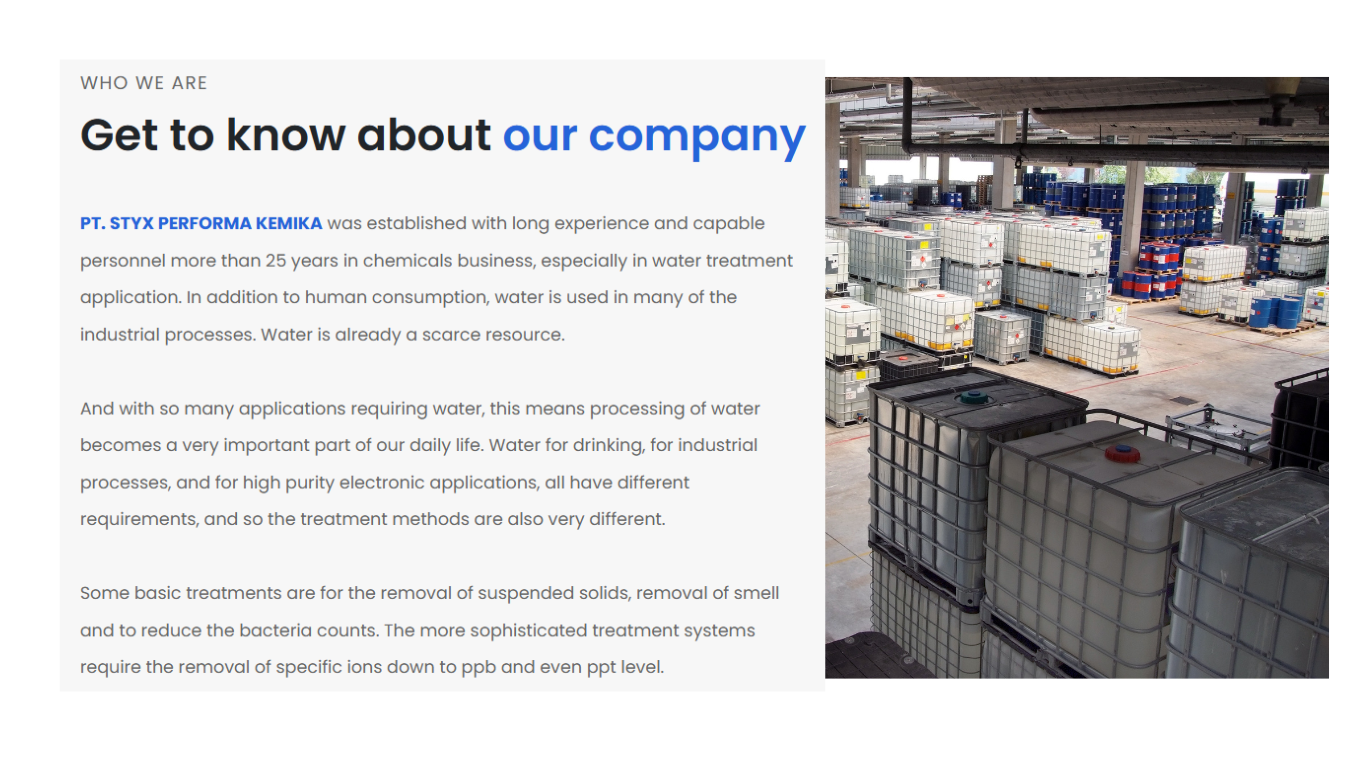 WHO WE ARE
Get to know about our company
PT. STYX PERFORMA KEMIKA was established with long experience and capable
personnel more than 25 years in chemicals business, especially in water treatment
application. In addition to human consumption, water is used in many of the
industrial processes. Water is already a scarce resource.
And with so many applications requiring water, this means processing of water
becomes a very important part of our daily life. Water for drinking, for industrial
processes, and for high purity electronic applications, all have different
requirements, and so the treatment methods are also very different.
Some basic treatments are for the removal of suspended solids, removal of smell
and to reduce the bacteria counts. The more sophisticated treatment systems
require the removal of specific ions down to ppb and even ppt level.